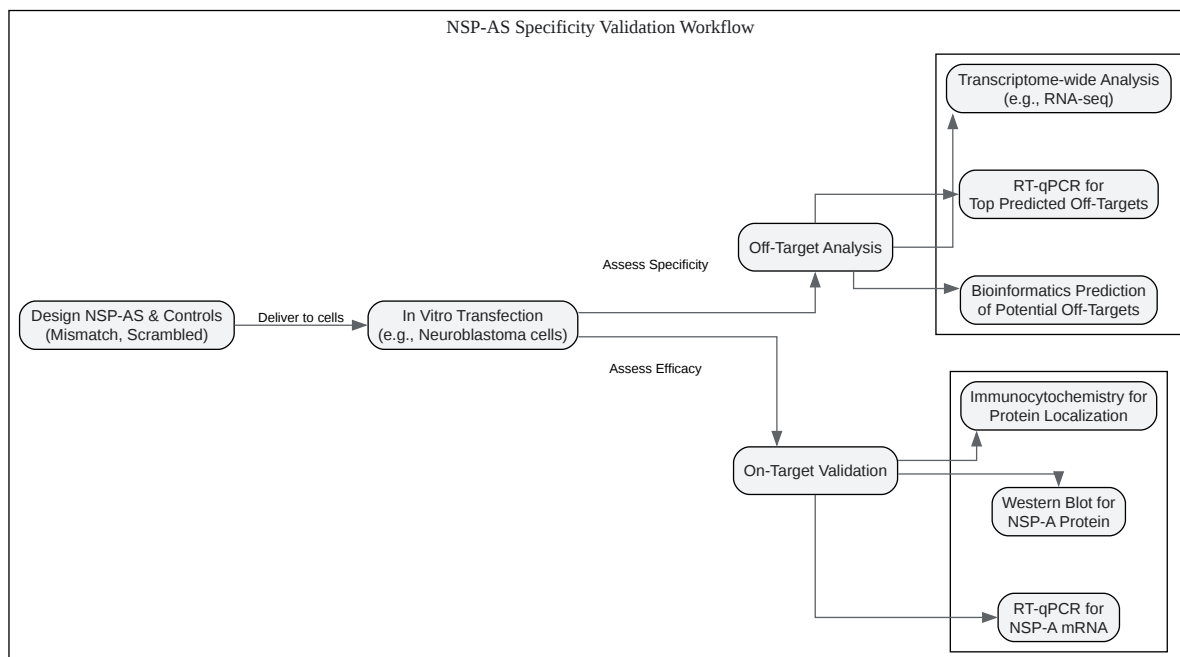 NSP-AS Specificity Validation Workflow
Transcriptome-wide Analysis
(e.g., RNA-seq)
RT-qPCR for
Top Predicted Off-Targets
Off-Target Analysis
Assess Specificity
Bioinformatics Prediction
of Potential Off-Targets
Design NSP-AS & Controls
(Mismatch, Scrambled)
Deliver to cells
In Vitro Transfection
(e.g., Neuroblastoma cells)
Assess Efficacy
Immunocytochemistry for
Protein Localization
On-Target Validation
Western Blot for
NSP-A Protein
RT-qPCR for
NSP-A mRNA